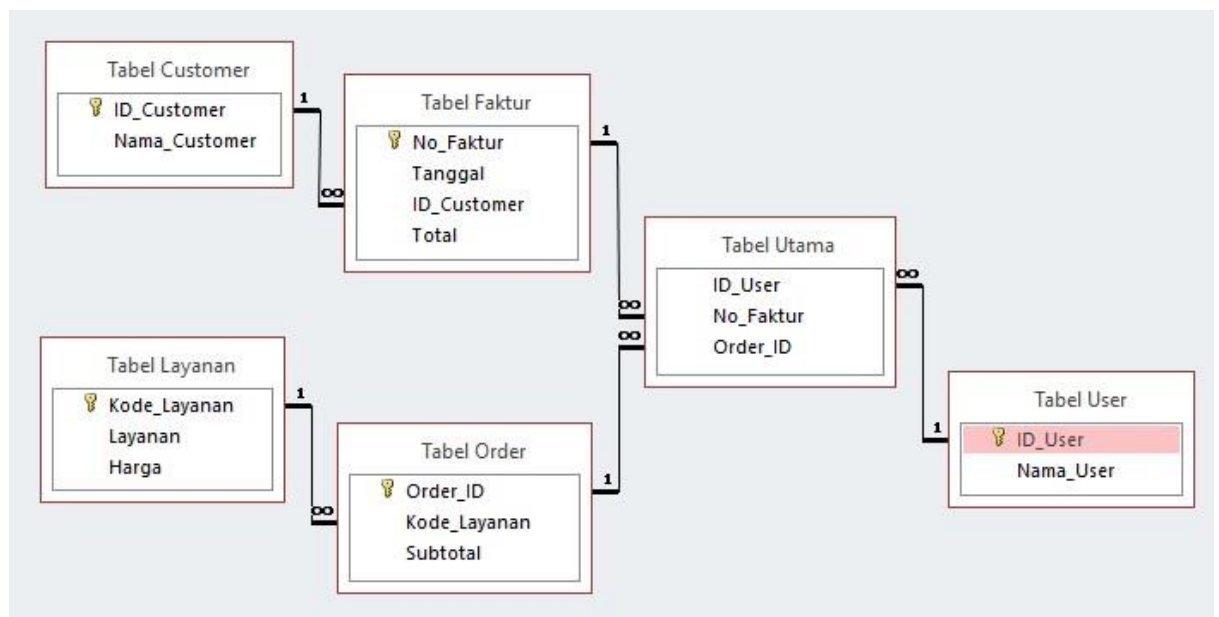 Tabel Customer
ID_Customer
Nama_Customer
1
∞
Tabel Faktur
No_Faktur
Tanggal
ID_Customer
Total
1
∞
Tabel Utama
ID_User
No_Faktur
Order_ID
∞
∞
Tabel Layanan
Kode_Layanan
Layanan
Harga
1
∞
Tabel Order
Order_ID
Kode_Layanan
Subtotal
1
Tabel User
ID_User
Nama_User
1